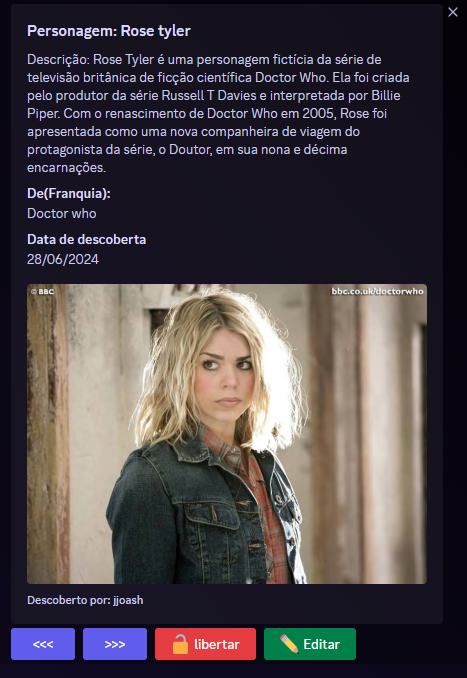 Personagem: Rose tyler
Descrição: Rose Tyler é uma personagem fictícia da série de
televisão britânica de ficção científica Doctor Who. Ela foi criada
pelo produtor da série Russell T Davies e interpretada por Billie
Piper. Com o renascimento de Doctor Who em 2005, Rose foi
apresentada como uma nova companheira de viagem do
protagonista da série, o Doutor, em sua nona e décima
encarnações.
De(Franquia):
Doctor who
Data de descoberta
28/06/2024
© BBC bbc.co.uk/doctorwho
Descoberto por: jjoash
<<< >>> libertar Editar